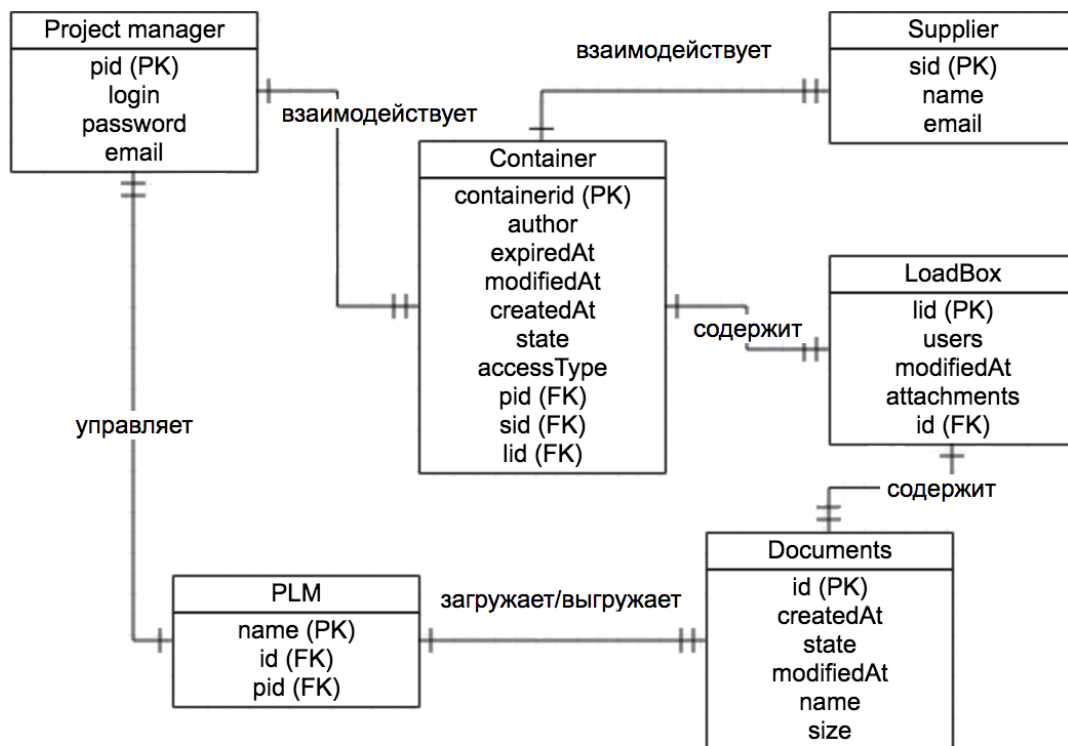 Project manager
pid (PK)
login
password
email
взаимодействует
взаимодействует
Supplier
sid (PK)
name
email
Container
containerid (PK)
author
expiredAt
modifiedAt
createdAt
state
accessType
pid (FK)
sid (FK)
lid (FK)
содержит
LoadBox
lid (PK)
users
modifiedAt
attachments
id (FK)
управляет
содержит
PLM
name (PK)
id (FK)
pid (FK)
загружает/выгружает
Documents
id (PK)
createdAt
state
modifiedAt
name
size